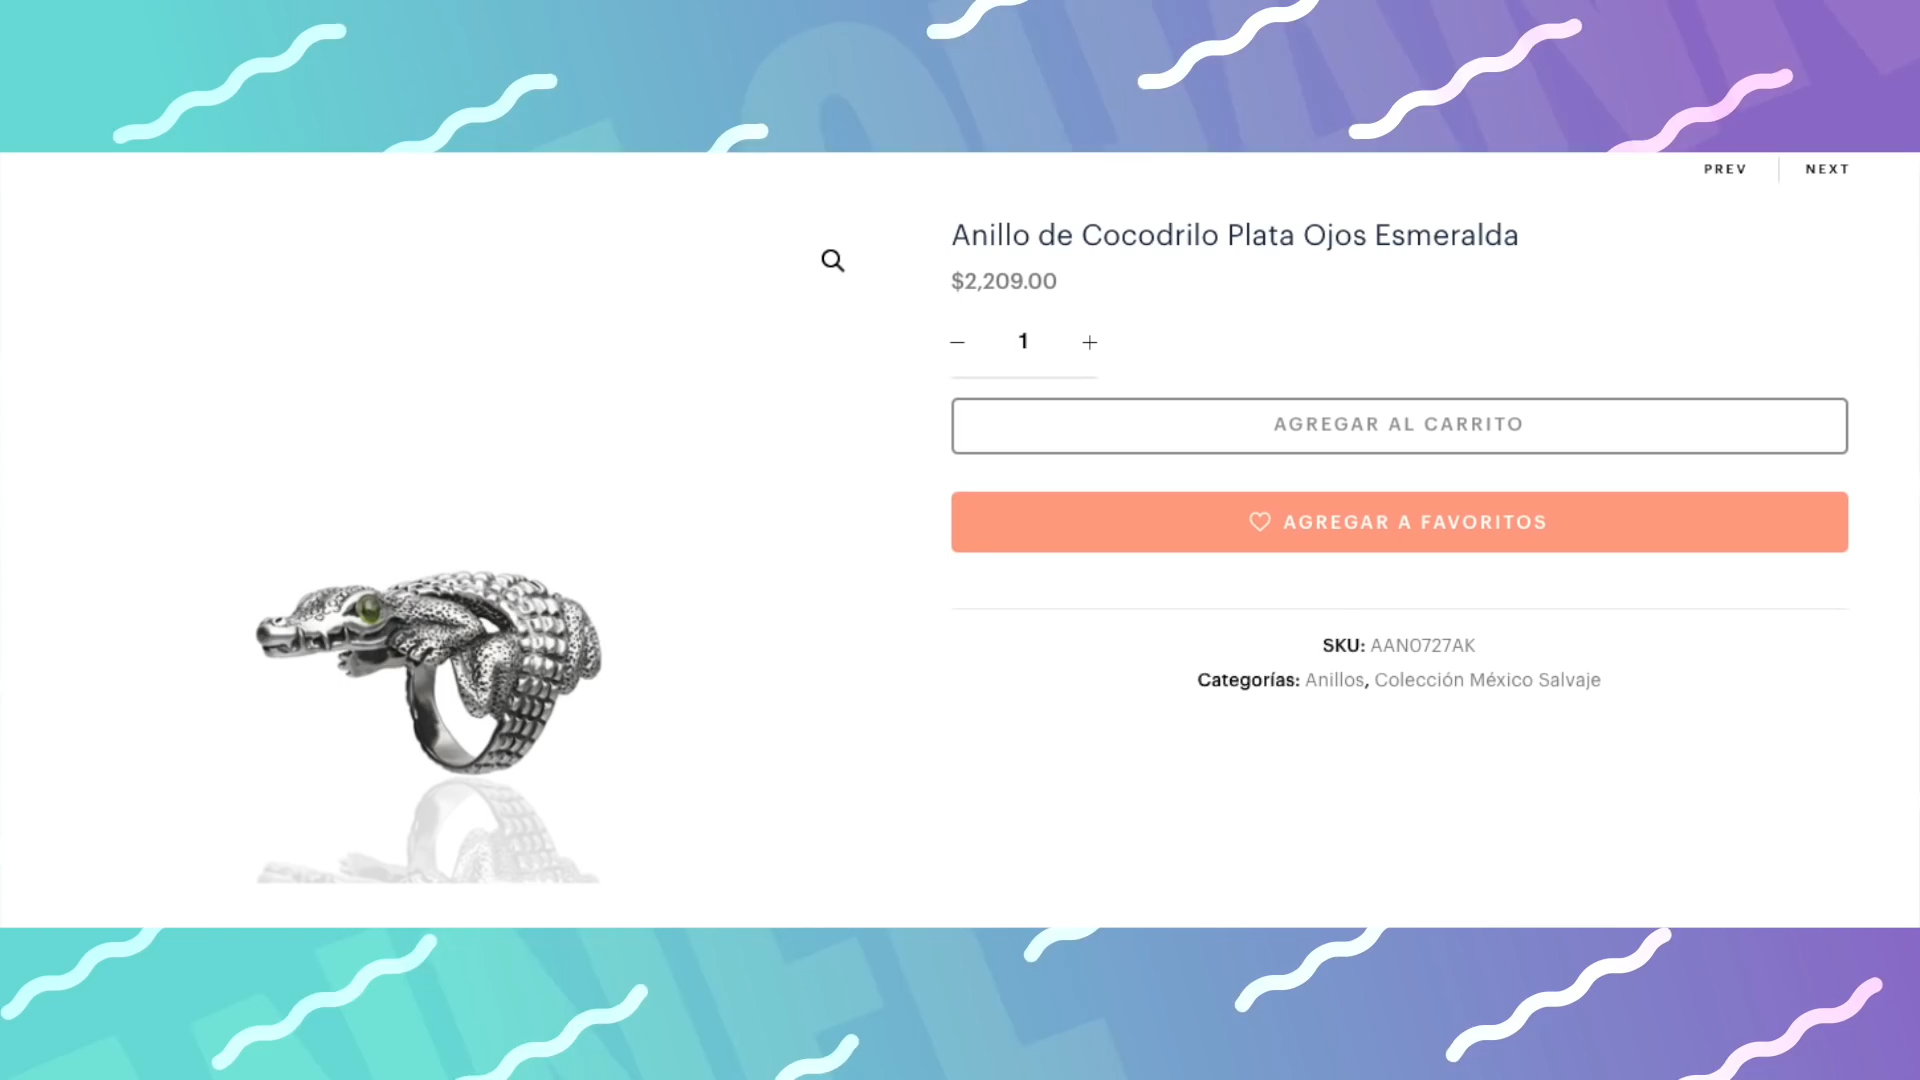 PREV
NEXT
Anillo de Cocodrilo Plata Ojos Esmeralda
$2,209.00
− 1 +
AGREGAR AL CARRITO
AGREGAR A FAVORITOS
SKU: AAN0727AK
Categorías: Anillos, Colección México Salvaje